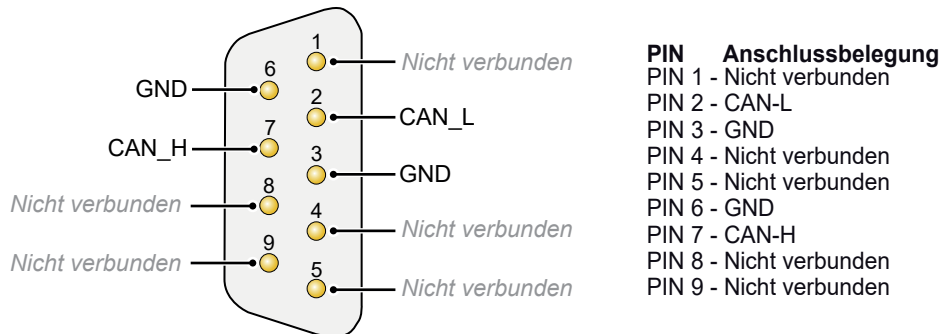 1
Nicht verbunden
6
GND
2
CAN_L
7
CAN_H
3
GND
8
Nicht verbunden
4
Nicht verbunden
9
Nicht verbunden
5
Nicht verbunden
PIN Anschlussbelegung
PIN 1 - Nicht verbunden
PIN 2 - CAN-L
PIN 3 - GND
PIN 4 - Nicht verbunden
PIN 5 - Nicht verbunden
PIN 6 - GND
PIN 7 - CAN-H
PIN 8 - Nicht verbunden
PIN 9 - Nicht verbunden